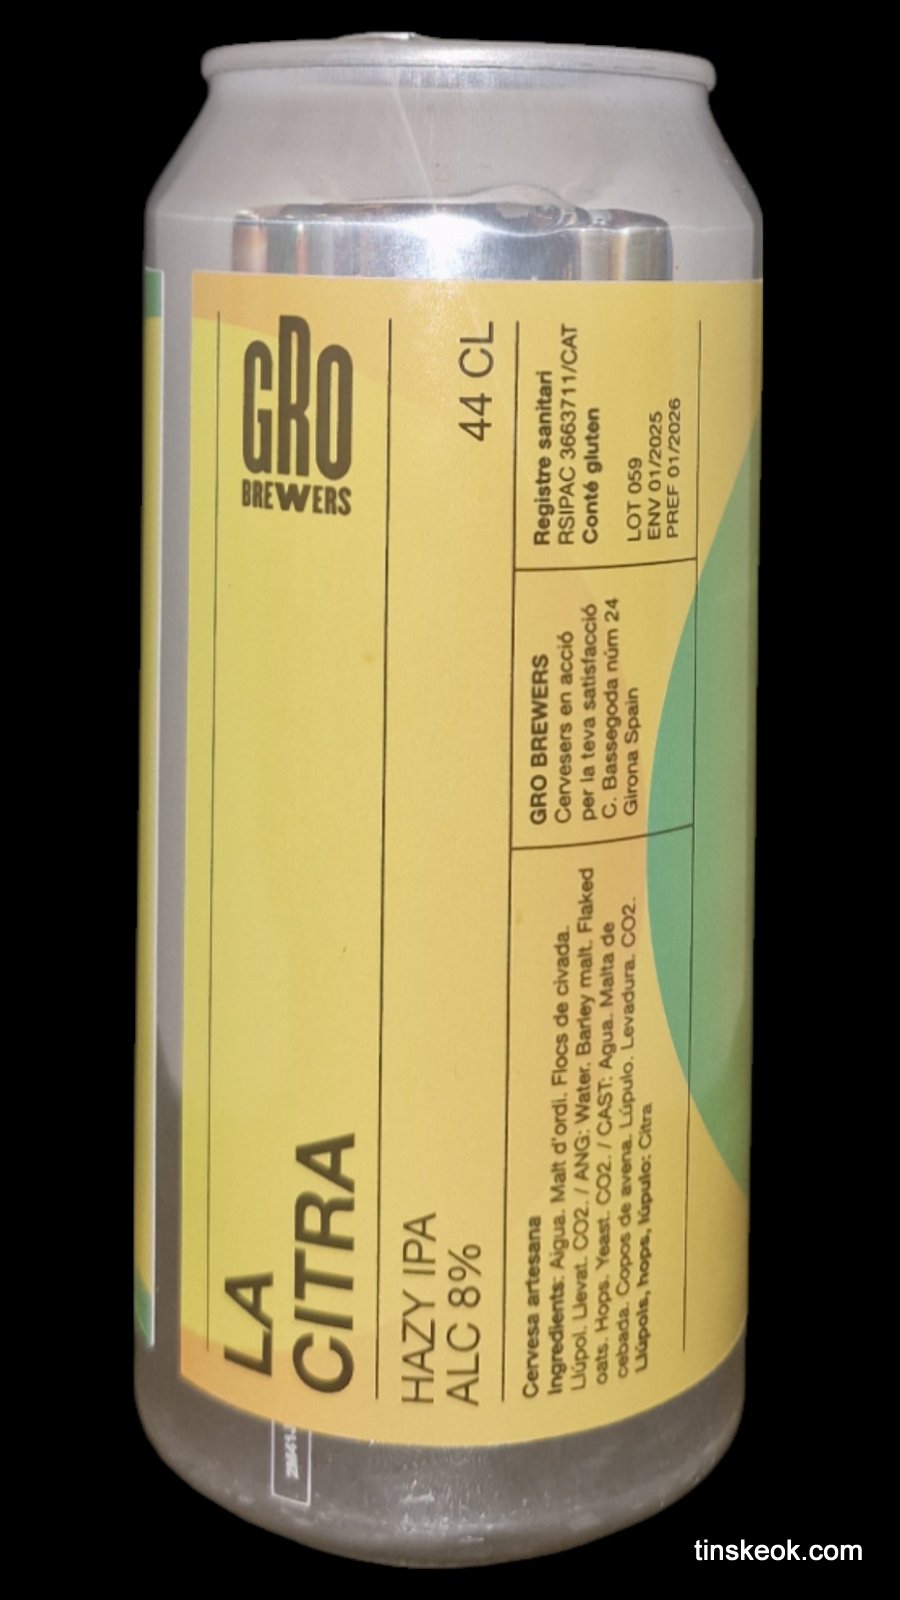 LA
CITRA
GRO
BREWERS
HAZY IPA
ALC 8%
44 CL
Cervesa artesana
Ingredients: Aigua. Malt d'ordi. Flocs de civada.
Llúpol. Llevat. CO2. / ANG: Water. Barley malt. Flaked
oats. Hops. Yeast. CO2. / CAST: Agua. Malta de
cebada. Copos de avena. Lúpulo. Levadura. CO2.
Llúpols, hops, lúpulo: Citra
GRO BREWERS
Cervesers en acció
per la teva satisfacció
C. Bassegoda núm 24
Girona Spain
Registre sanitari
RSIPAC 3663711/CAT
Conté gluten
LOT 059
ENV 01/2025
PREF 01/2026
tinskeok.com